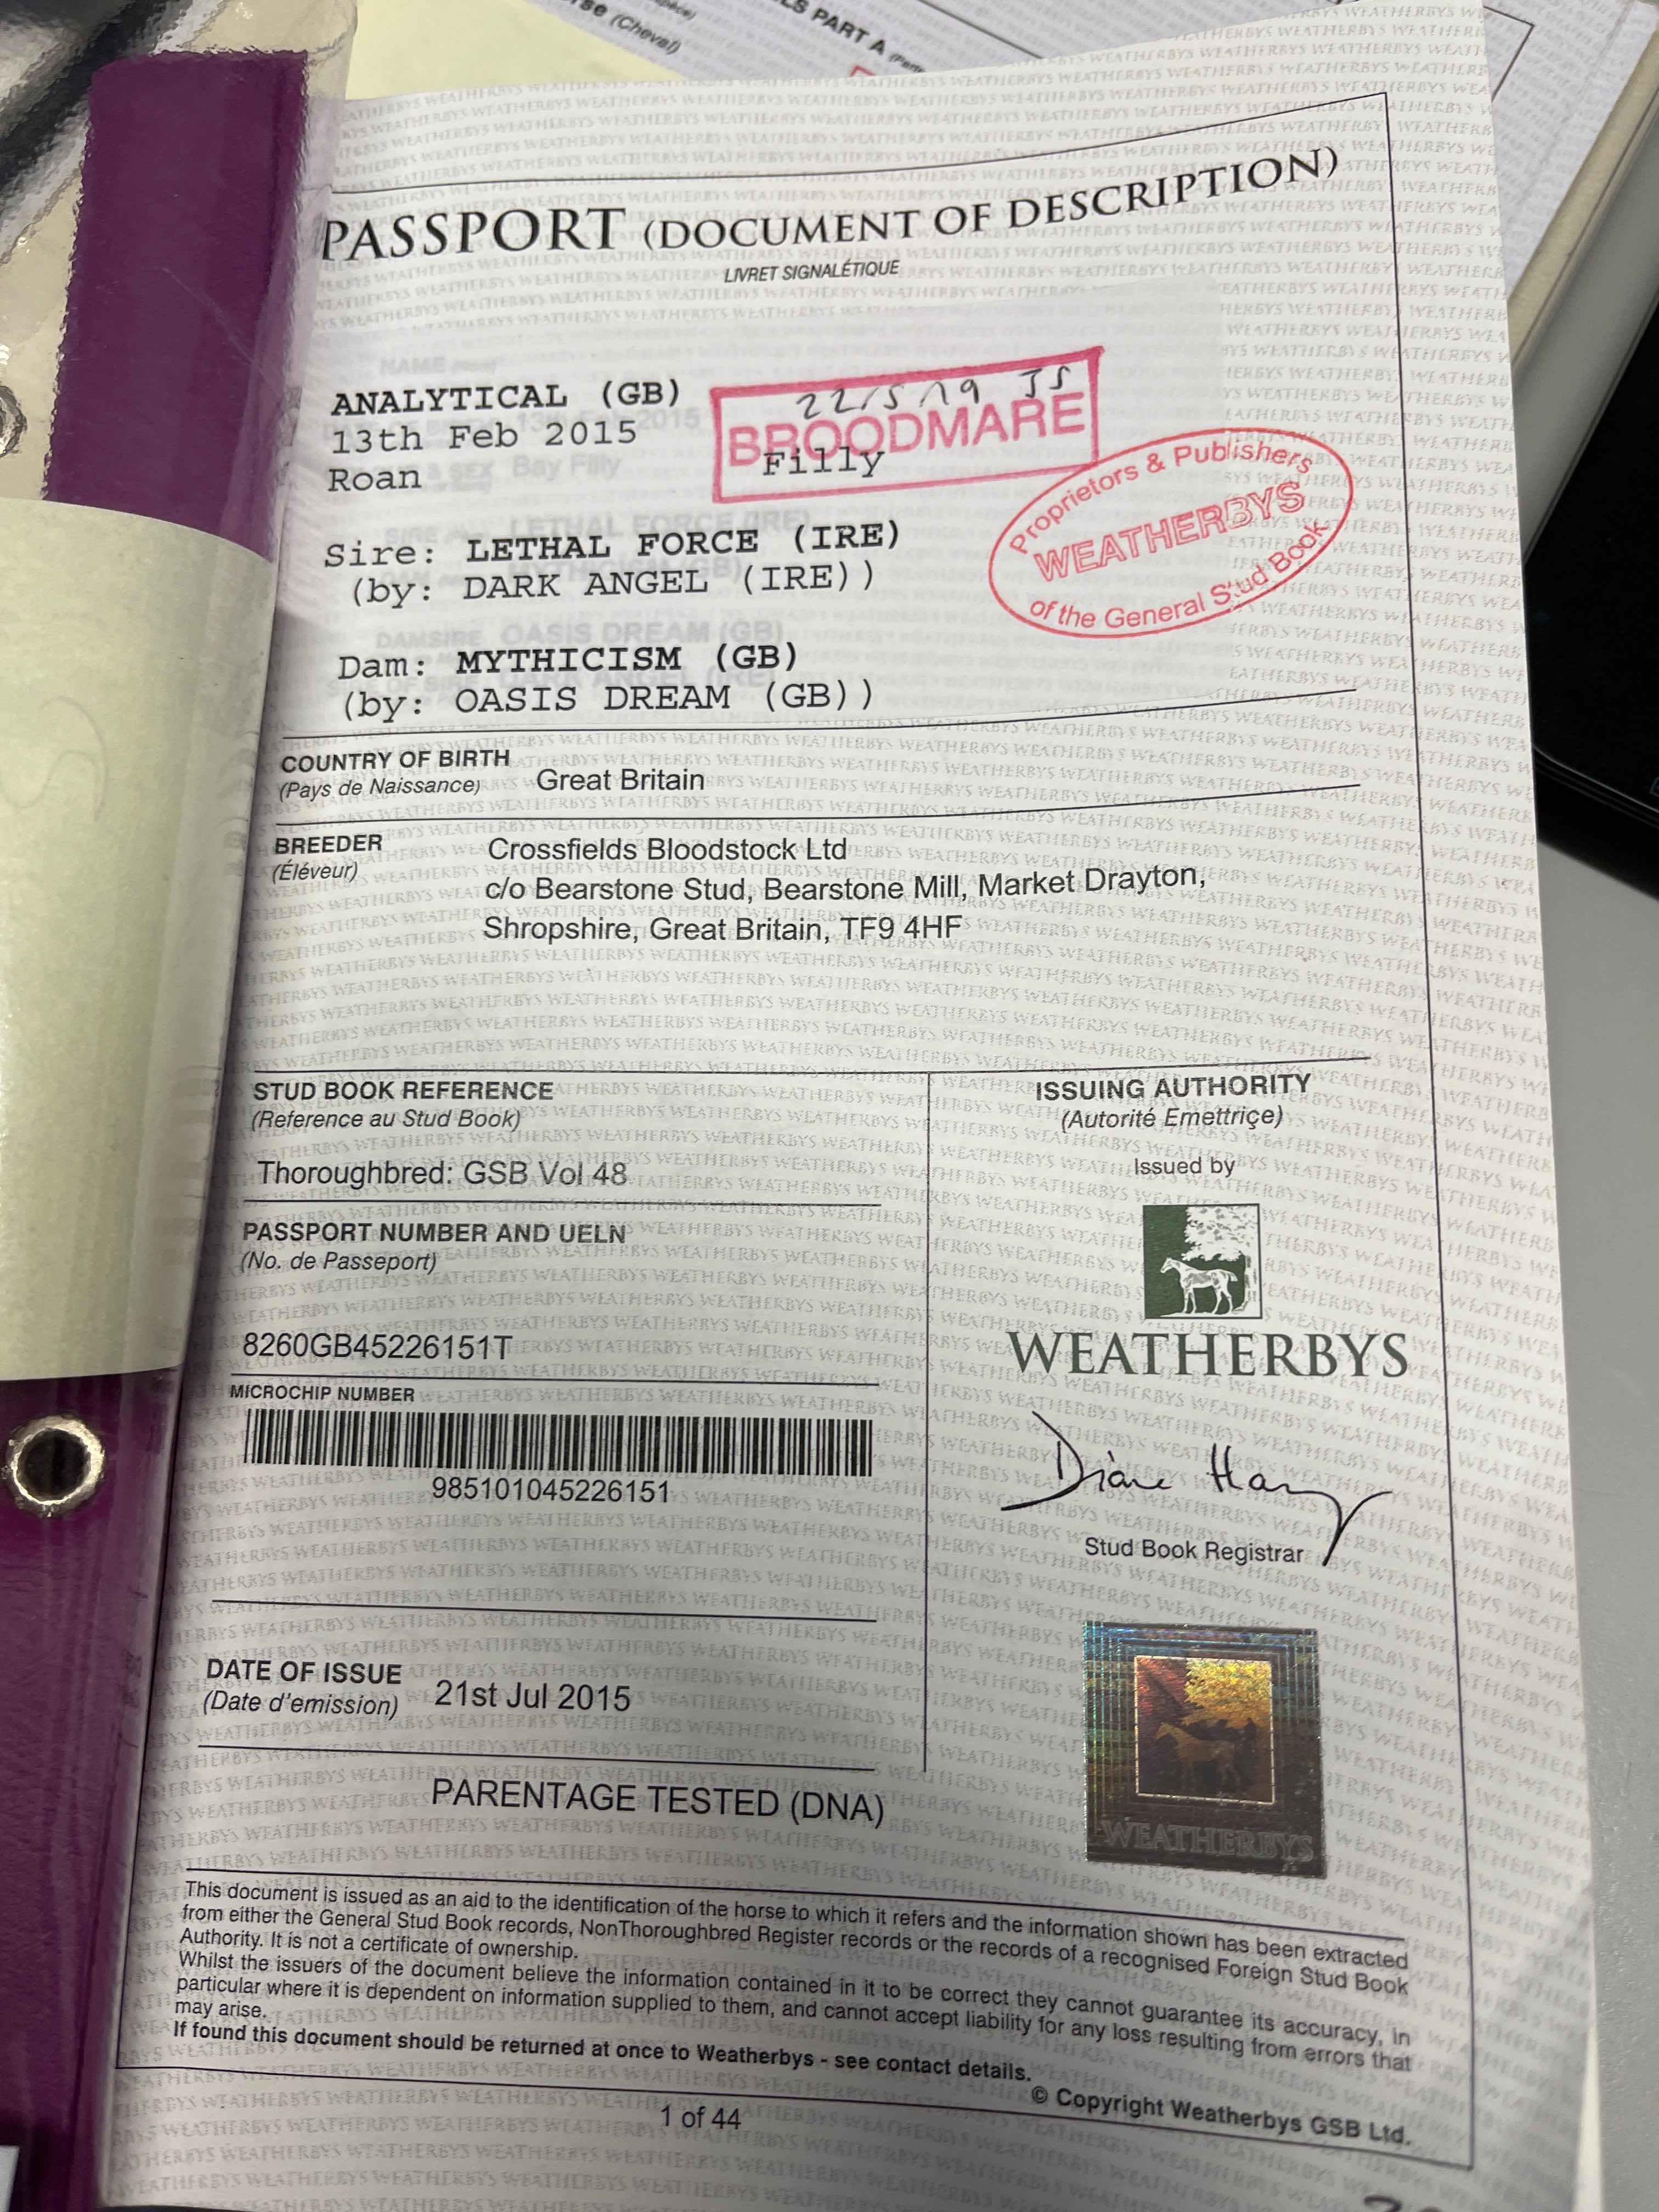 LS PART A
rse (Cheval)
PASSPORT (DOCUMENT OF DESCRIPTION)
LIVRET SIGNALÉTIQUE
ANALYTICAL (GB)
13th Feb 2015
Roan
22/5/19 JS
BROODMARE
Filly
Bay Filly
Proprietors & Publishers
WEATHERBYS
of the General Stud Book
Sire: LETHAL FORCE (IRE)
(by: DARK ANGEL (IRE))
DAMSIRE OASIS DREAM (GB)
Dam: MYTHICISM (GB)
(by: OASIS DREAM (GB))
COUNTRY OF BIRTH
(Pays de Naissance)
Great Britain
BREEDER
(Éléveur)
Crossfields Bloodstock Ltd
c/o Bearstone Stud, Bearstone Mill, Market Drayton,
Shropshire, Great Britain, TF9 4HF
STUD BOOK REFERENCE
(Reference au Stud Book)
Thoroughbred: GSB Vol 48
PASSPORT NUMBER AND UELN
(No. de Passeport)
8260GB45226151T
MICROCHIP NUMBER
985101045226151
ISSUING AUTHORITY
(Autorité Emettriçe)
Issued by
WEATHERBYS
Stud Book Registrar
DATE OF ISSUE
(Date d'emission)
21st Jul 2015
PARENTAGE TESTED (DNA)
WEATHERBYS
This document is issued as an aid to the identification of the horse to which it refers and the information shown has been extracted
from either the General Stud Book records, NonThoroughbred Register records or the records of a recognised Foreign Stud Book
Authority. It is not a certificate of ownership.
Whilst the issuers of the document believe the information contained in it to be correct they cannot guarantee its accuracy, in
particular where it is dependent on information supplied to them, and cannot accept liability for any loss resulting from errors that
may arise.
If found this document should be returned at once to Weatherbys - see contact details.
© Copyright Weatherbys GSB Ltd.
1 of 44